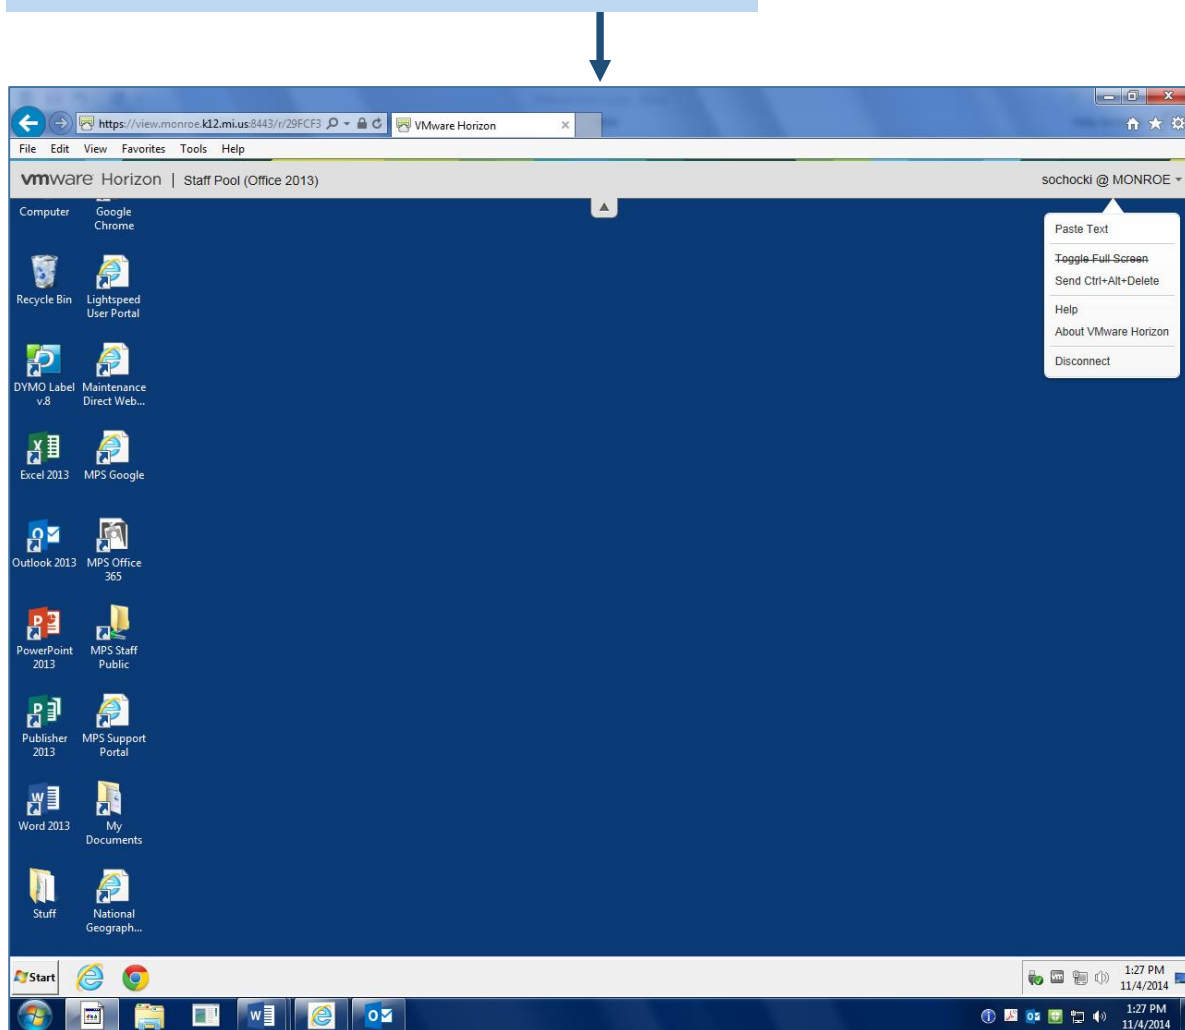 https://view.monroe.k12.mi.us:8443/r/29FCF3
VMware Horizon
File Edit View Favorites Tools Help
vmware Horizon | Staff Pool (Office 2013)
sochocki @ MONROE
Paste Text
Toggle Full Screen
Send Ctrl+Alt+Delete
Help
About VMware Horizon
Disconnect
Computer
Google
Chrome
Recycle Bin
Lightspeed
User Portal
DYMO Label
v.8
Maintenance
Direct Web...
Excel 2013
MPS Google
Outlook 2013
MPS Office
365
PowerPoint
2013
MPS Staff
Public
Publisher
2013
MPS Support
Portal
Word 2013
My
Documents
Stuff
National
Geograph...
Start
1:27 PM
11/4/2014
1:27 PM
11/4/2014